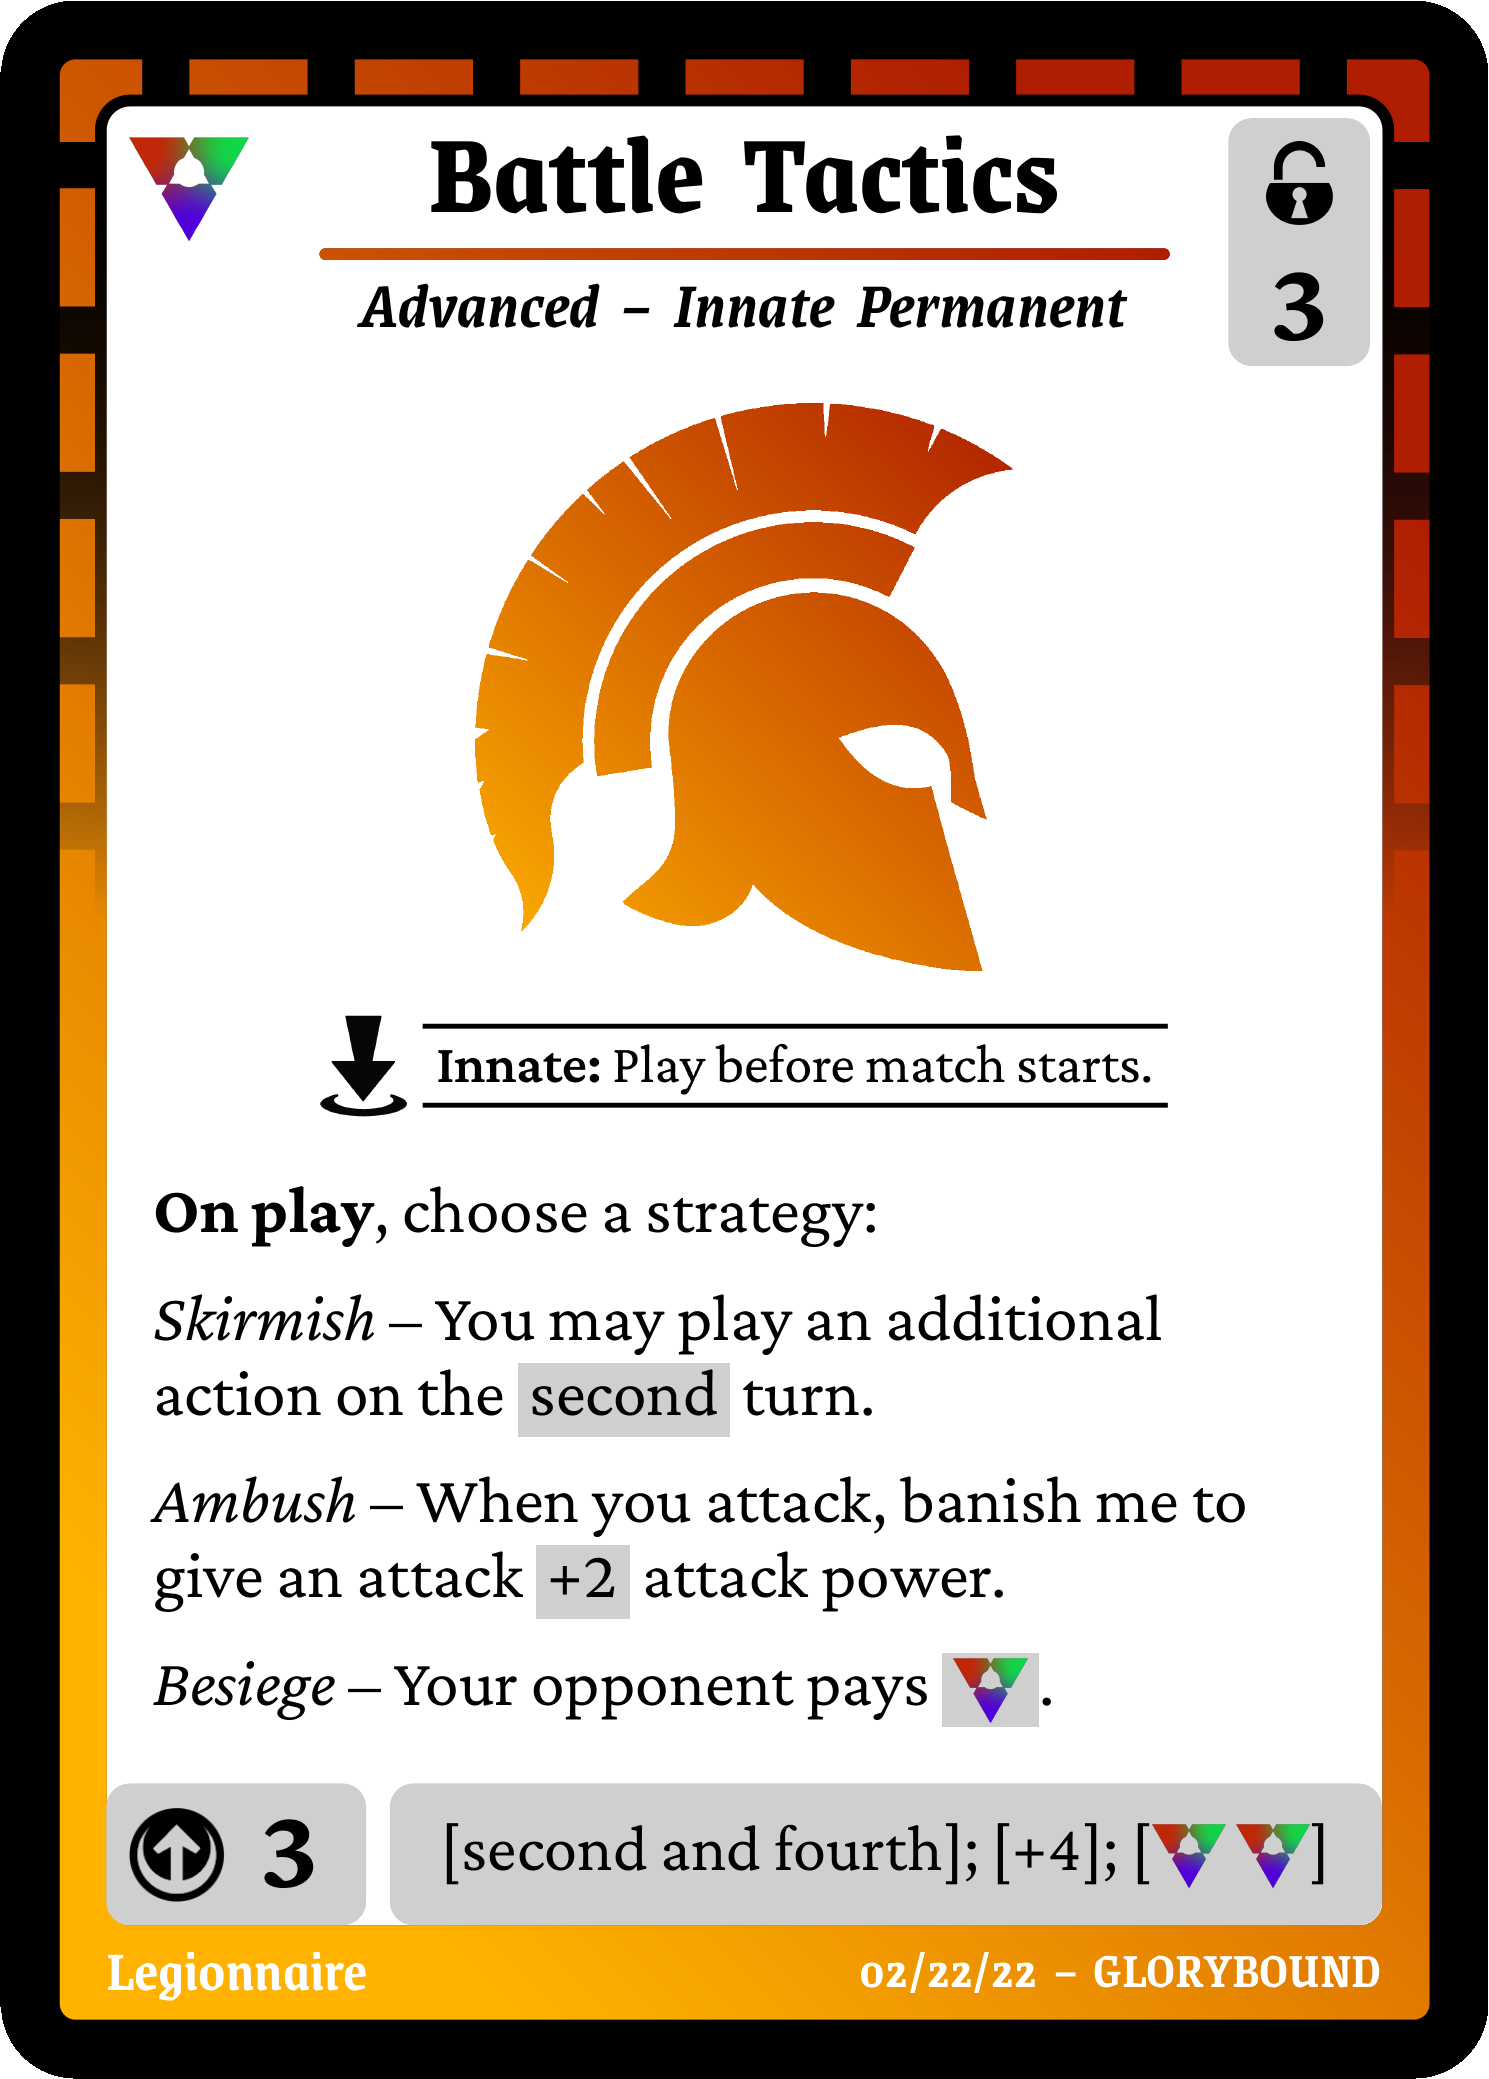 Battle Tactics
Advanced – Innate Permanent
3
Innate: Play before match starts.
On play, choose a strategy:
Skirmish – You may play an additional
action on the second turn.
Ambush – When you attack, banish me to
give an attack +2 attack power.
Besiege – Your opponent pays .
3
[second and fourth]; [+4]; [ ]
Legionnaire
02/22/22 – GLORYBOUND